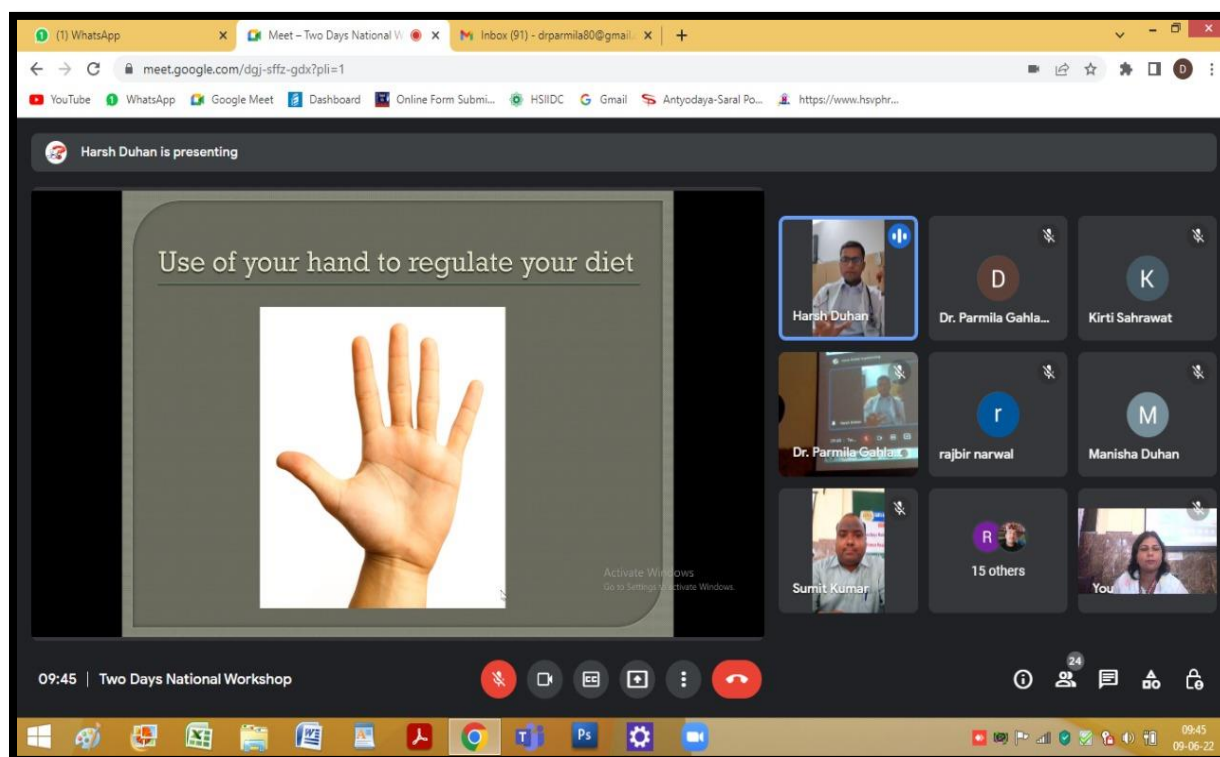 (1) WhatsApp
Meet – Two Days National W
Inbox (91) - drparmila80@gmail.
meet.google.com/dgj-sffz-gdx?pli=1
D
YouTube WhatsApp Google Meet Dashboard Online Form Submi... HSIIDC Gmail Antyodaya-Saral Po... https://www.hsvphr...
Harsh Duhan is presenting
Use of your hand to regulate your diet
Activate Windows
Go to Settings to activate Windows.
Harsh Duhan
D
Dr. Parmila Gahla...
K
Kirti Sahrawat
Dr. Parmila Gahla
r
rajbir narwal
M
Manisha Duhan
Sumit Kumar
R
15 others
You
09:45 | Two Days National Workshop
CC
24
Ps
09:45
09-06-22